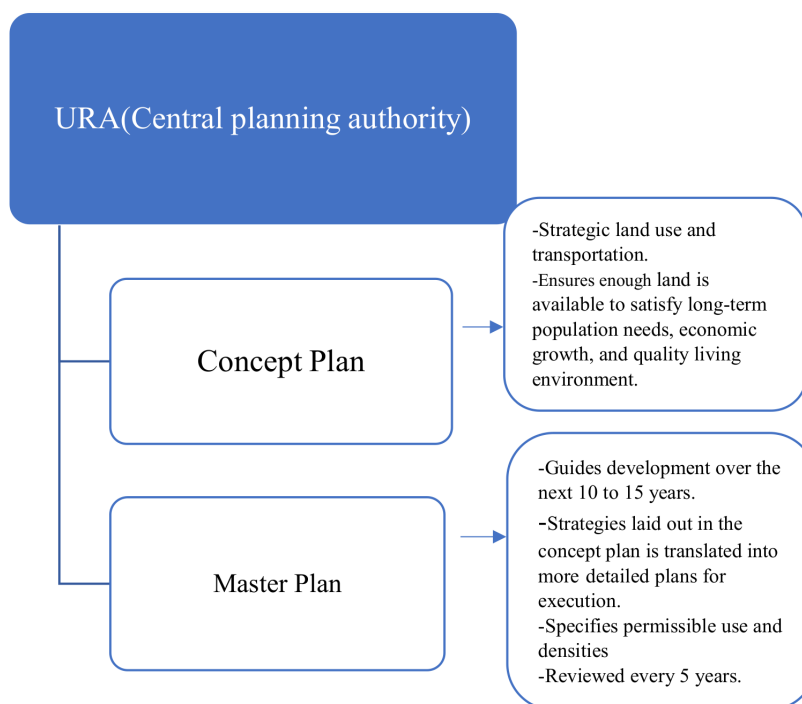 URA(Central planning authority)
-Strategic land use and
transportation.
-Ensures enough land is
available to satisfy long-term
population needs, economic
growth, and quality living
environment.
Concept Plan
-Guides development over the
next 10 to 15 years.
-Strategies laid out in the
concept plan is translated into
more detailed plans for
execution.
-Specifies permissible use and
densities
-Reviewed every 5 years.
Master Plan